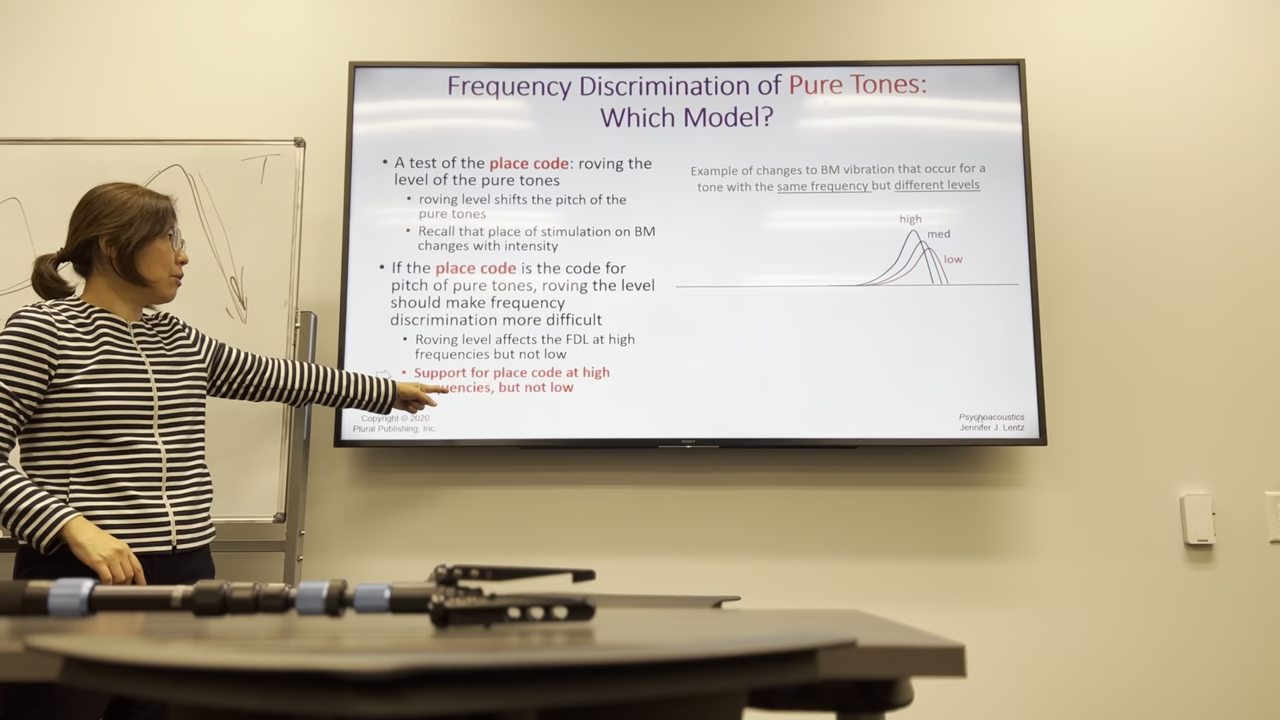 Frequency Discrimination of Pure Tones:
Which Model?
• A test of the place code: roving the
level of the pure tones
• roving level shifts the pitch of the
pure tones
• Recall that place of stimulation on BM
changes with intensity
• If the place code is the code for
pitch of pure tones, roving the level
should make frequency
discrimination more difficult
• Roving level affects the FDL at high
frequencies but not low
• Support for place code at high
uencies, but not low
Example of changes to BM vibration that occur for a
tone with the same frequency but different levels
high
med
low
Copyright © 2020
Plural Publishing, Inc.
Psychoacoustics
Jennifer J. Lentz
SONY
T